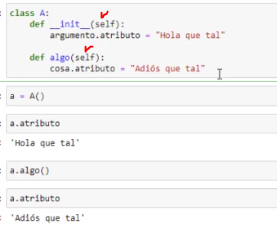 class A:
def __init__(self):
argumento.atributo = "Hola que tal"
def algo(self):
cosa.atributo = "Adiós que tal"
a = A()
a.atributo
'Hola que tal'
a.algo()
a.atributo
'Adiós que tal'